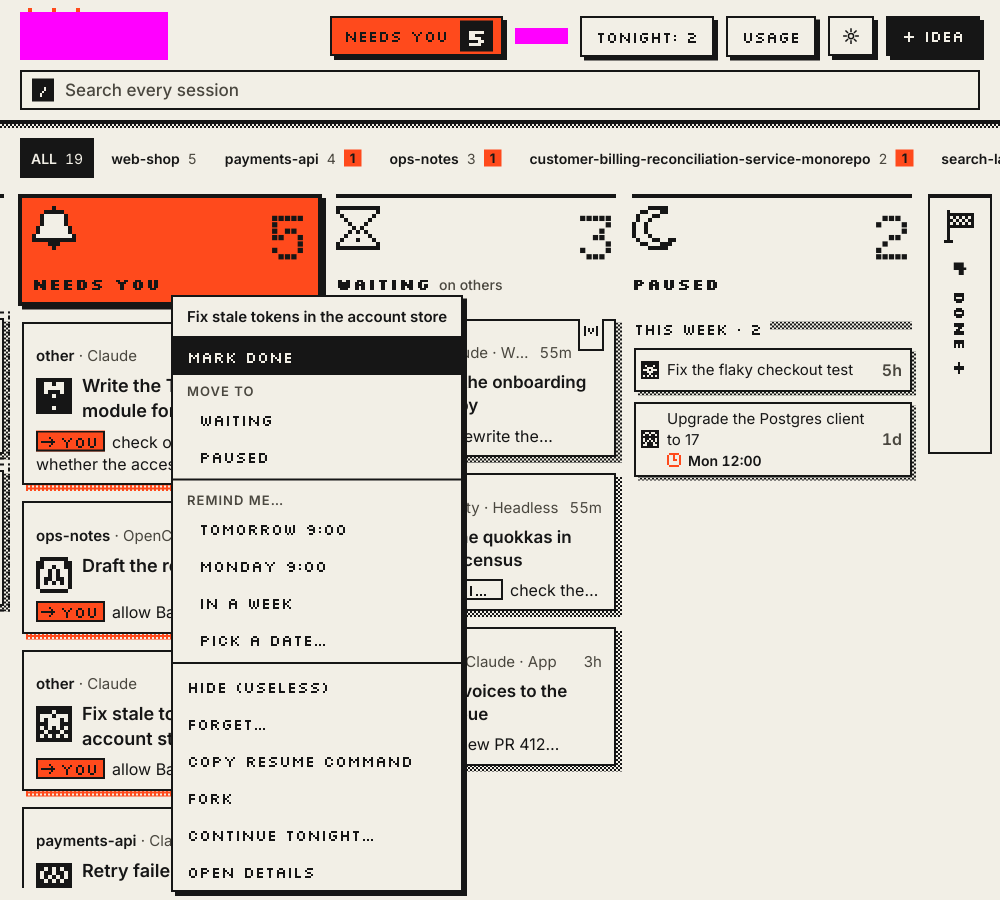 NEEDS YOU 5
TONIGHT: 2
USAGE
+ IDEA
/ Search every session
ALL 19
web-shop 5
payments-api 4 1
ops-notes 3 1
customer-billing-reconciliation-service-monorepo 2 1
search-la
5
NEEDS YOU
3
WAITING on others
2
PAUSED
4 DONE +
other · Claude
Write the T
module for
→ YOU check o
whether the acces
ops-notes · OpenC
Draft the re
→ YOU allow Ba
other · Claude
Fix stale to
account st
→ YOU allow Ba
payments-api · Cla
Retry faile
Fix stale tokens in the account store
MARK DONE
MOVE TO
WAITING
PAUSED
REMIND ME…
TOMORROW 9:00
MONDAY 9:00
IN A WEEK
PICK A DATE…
HIDE (USELESS)
FORGET…
COPY RESUME COMMAND
FORK
CONTINUE TONIGHT…
OPEN DETAILS
ude · W… 55m
he onboarding
py
ewrite the…
ty · Headless 55m
e quokkas in
census
I… check the…
Claude · App 3h
voices to the
ue
ew PR 412…
THIS WEEK · 2
Fix the flaky checkout test 5h
Upgrade the Postgres client
to 17 1d
Mon 12:00